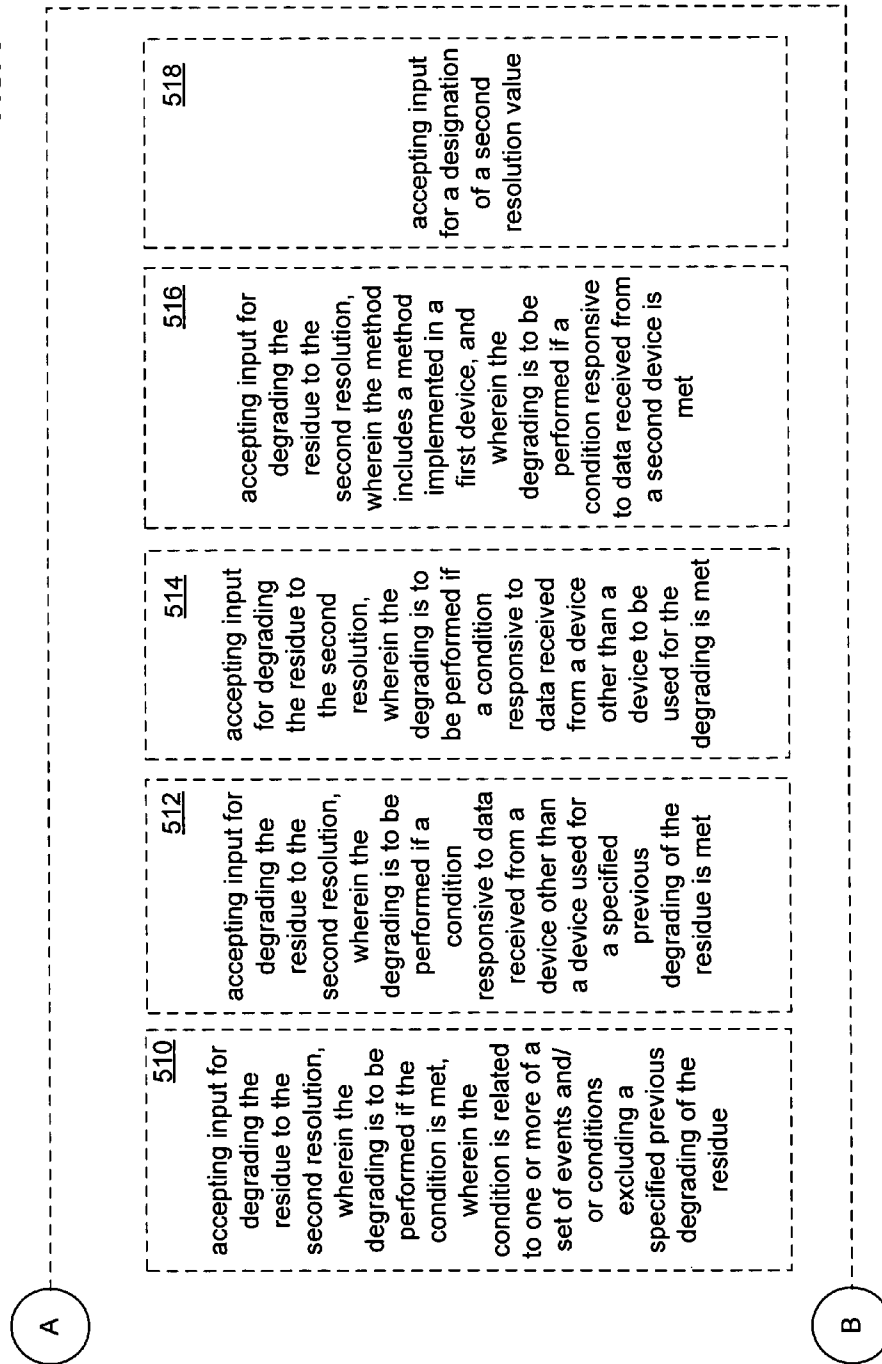 A
510
accepting input for
degrading the
residue to the
second resolution,
wherein the
degrading is to be
performed if the
condition is met,
wherein the
condition is related
to one or more of a
set of events and/
or conditions
excluding a
specified previous
degrading of the
residue
512
accepting input for
degrading the
residue to the
second resolution,
wherein the
degrading is to be
performed if a
condition
responsive to data
received from a
device other than
a device used for
a specified
previous
degrading of the
residue is met
514
accepting input
for degrading
the residue to
the second
resolution,
wherein the
degrading is to
be performed if
a condition
responsive to
data received
from a device
other than a
device to be
used for the
degrading is met
516
accepting input for
degrading the
residue to the
second resolution,
wherein the method
includes a method
implemented in a
first device, and
wherein the
degrading is to be
performed if a
condition responsive
to data received from
a second device is
met
518
accepting input
for a designation
of a second
resolution value
B